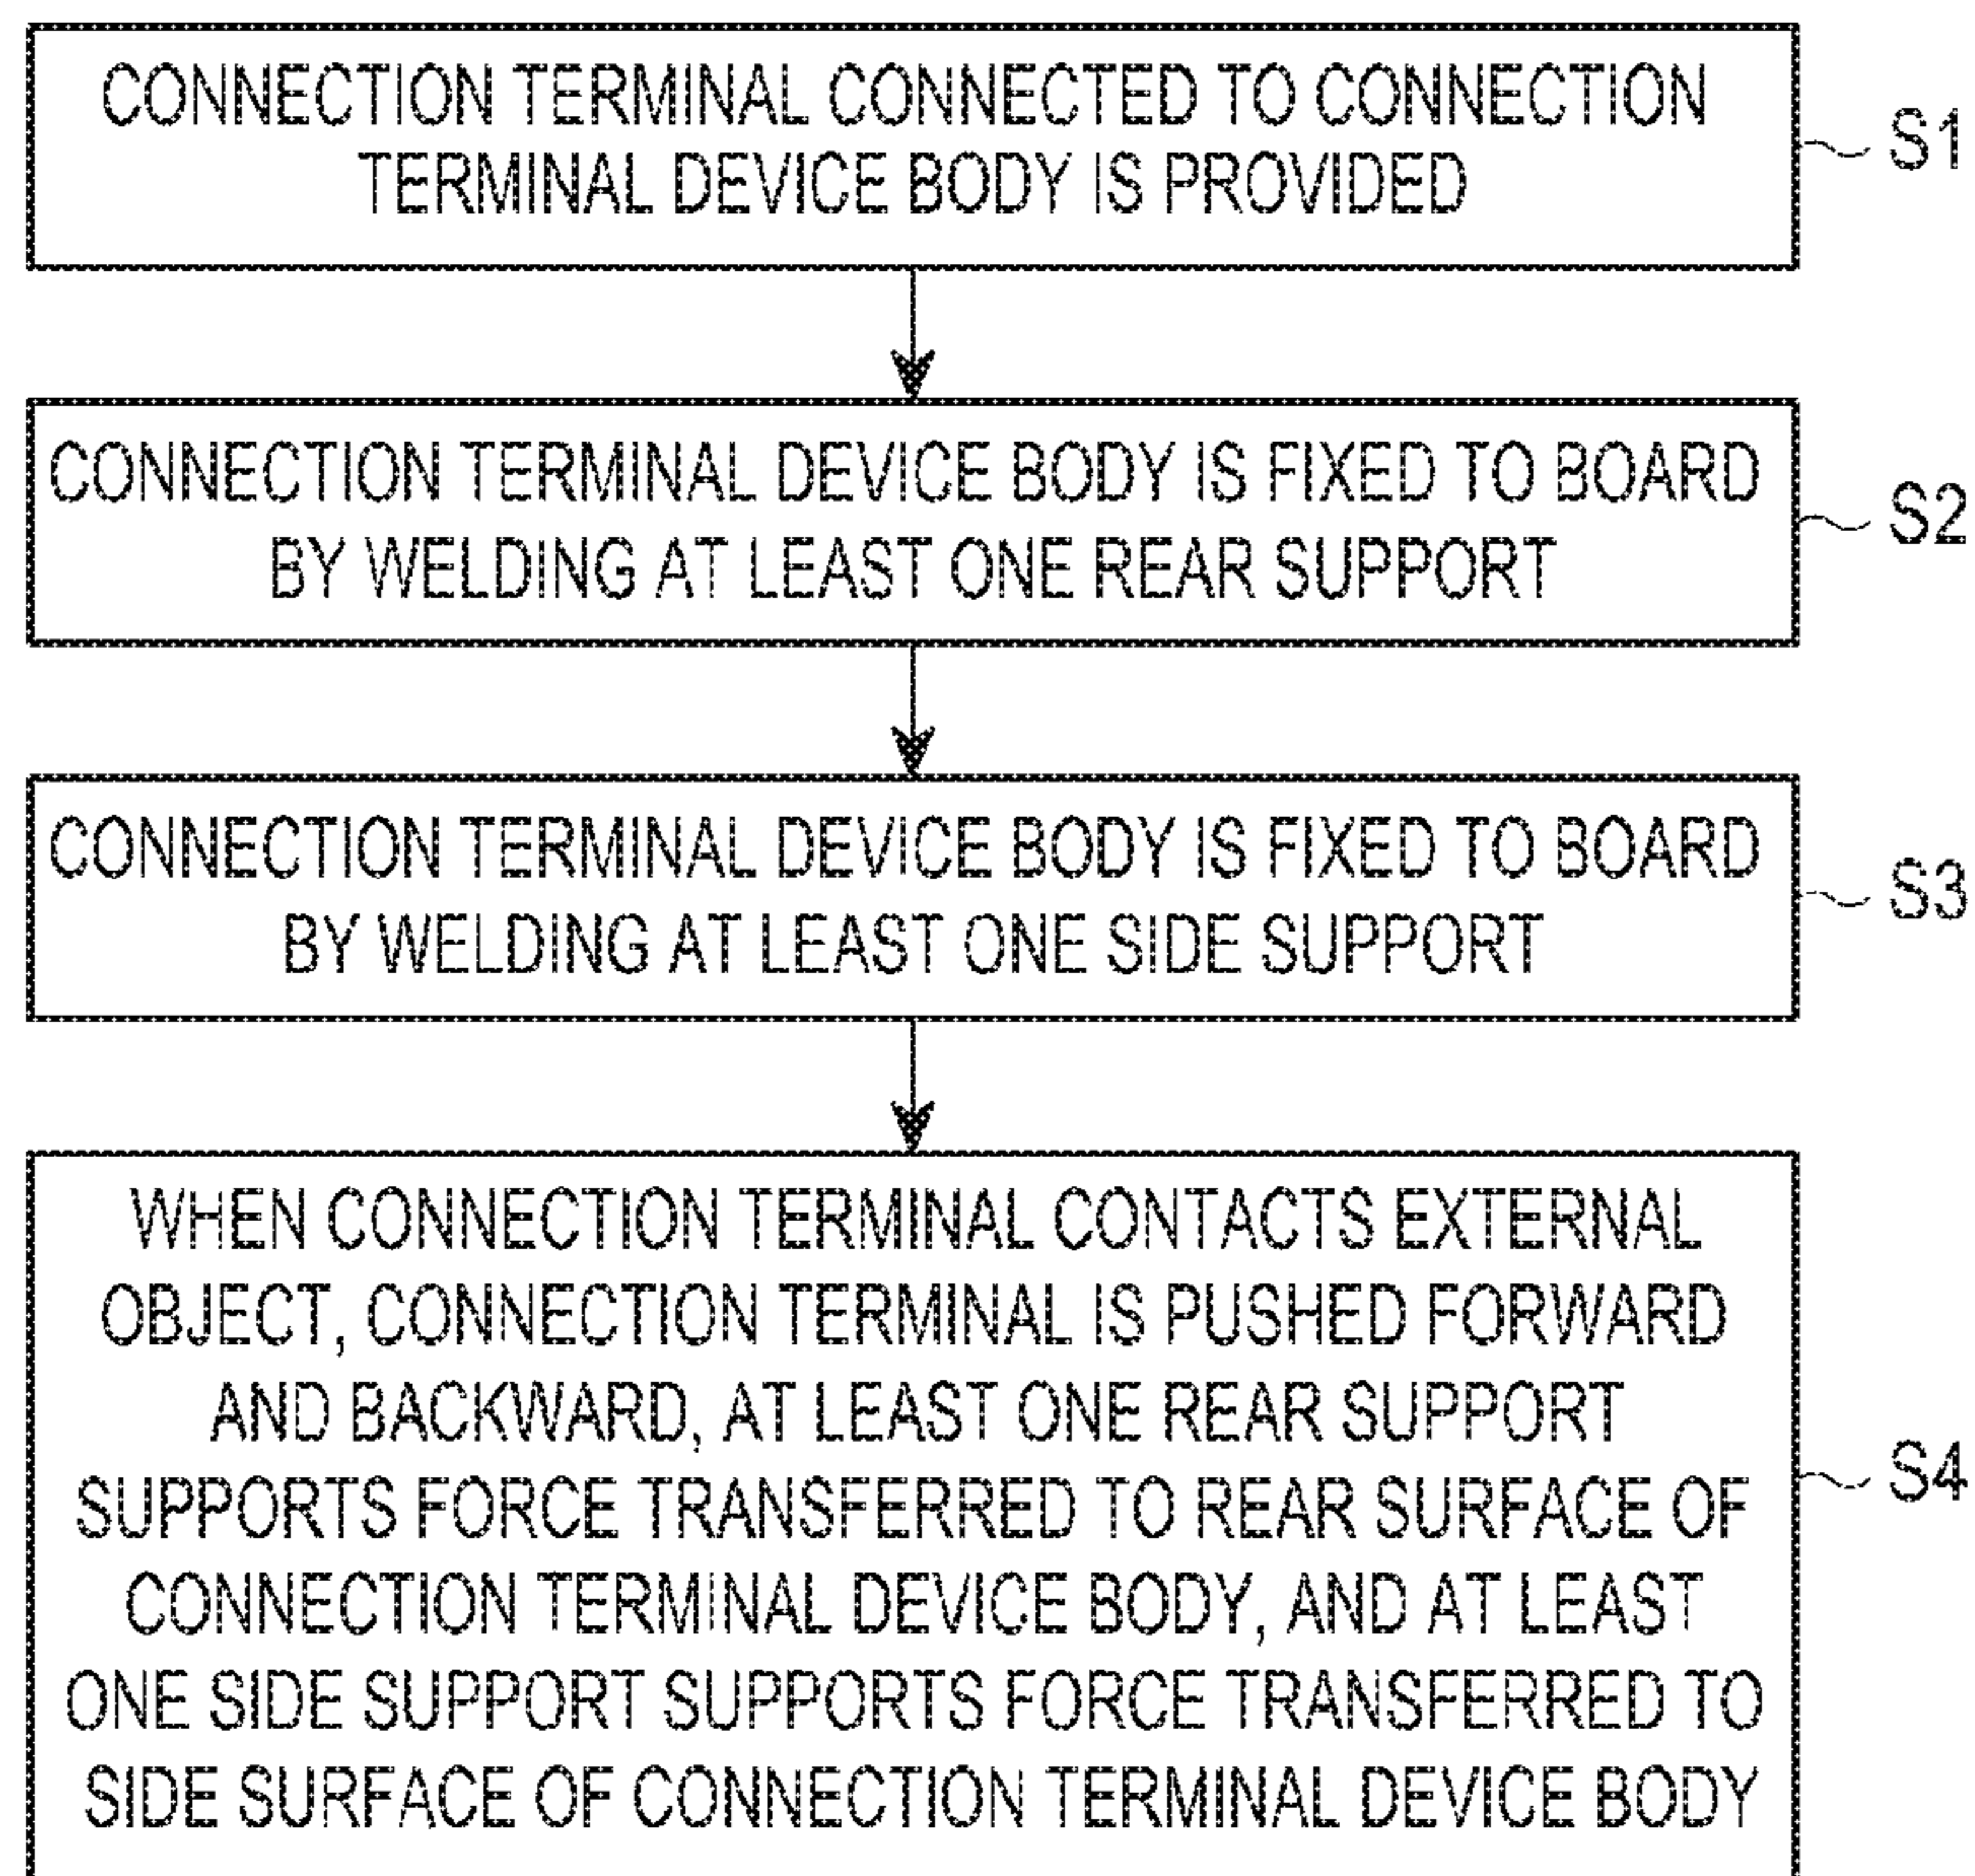 CONNECTION TERMINAL CONNECTED TO CONNECTION
TERMINAL DEVICE BODY IS PROVIDED
S1
CONNECTION TERMINAL DEVICE BODY IS FIXED TO BOARD
BY WELDING AT LEAST ONE REAR SUPPORT
S2
CONNECTION TERMINAL DEVICE BODY IS FIXED TO BOARD
BY WELDING AT LEAST ONE SIDE SUPPORT
S3
WHEN CONNECTION TERMINAL CONTACTS EXTERNAL
OBJECT, CONNECTION TERMINAL IS PUSHED FORWARD
AND BACKWARD, AT LEAST ONE REAR SUPPORT
SUPPORTS FORCE TRANSFERRED TO REAR SURFACE OF
CONNECTION TERMINAL DEVICE BODY, AND AT LEAST
ONE SIDE SUPPORT SUPPORTS FORCE TRANSFERRED TO
SIDE SURFACE OF CONNECTION TERMINAL DEVICE BODY
S4